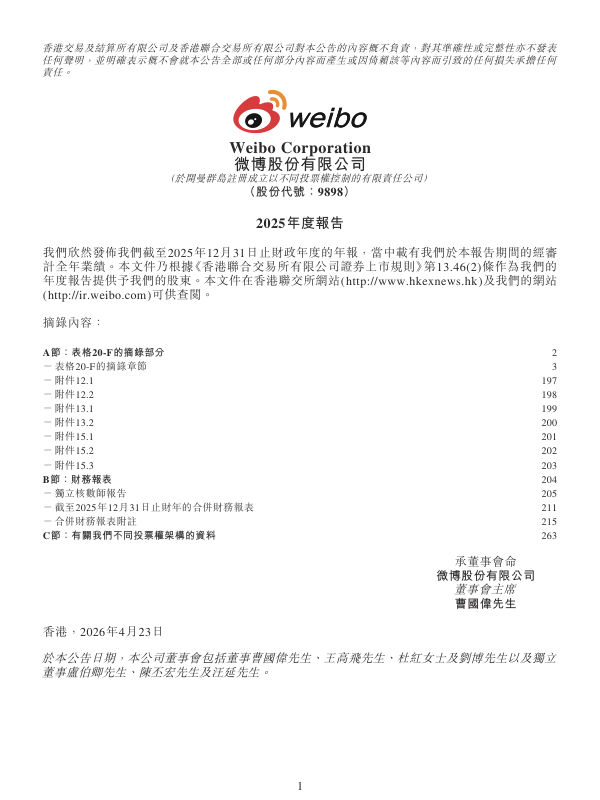 香港交易及結算所有限公司及香港聯合交易所有限公司對本公告的內容概不負責，對其準確性或完整性亦不發表
任何聲明，並明確表示概不會就本公告全部或任何部分內容而產生或因倚賴該等內容而引致的任何損失承擔任何
責任。
weibo
Weibo Corporation
微博股份有限公司
（於開曼群島註冊成立以不同投票權控制的有限責任公司）
（股份代號：9898）
2025年度報告
我們欣然發佈我們截至2025年12月31日止財政年度的年報，當中載有我們於本報告期間的經審
計全年業績。本文件乃根據《香港聯合交易所有限公司證券上市規則》第13.46(2)條作為我們的
年度報告提供予我們的股東。本文件在香港聯交所網站(http://www.hkexnews.hk)及我們的網站
(http://ir.weibo.com)可供查閱。
摘錄內容：
A節：表格20-F的摘錄部分 2
－表格20-F的摘錄章節 3
－附件12.1 197
－附件12.2 198
－附件13.1 199
－附件13.2 200
－附件15.1 201
－附件15.2 202
－附件15.3 203
B節：財務報表 204
－獨立核數師報告 205
－截至2025年12月31日止財年的合併財務報表 211
－合併財務報表附註 215
C節：有關我們不同投票權架構的資料 263
承董事會命
微博股份有限公司
董事會主席
曹國偉先生
香港，2026年4月23日
於本公告日期，本公司董事會包括董事曹國偉先生、王高飛先生、杜紅女士及劉博先生以及獨立
董事盧伯卿先生、陳丕宏先生及汪延先生。
1